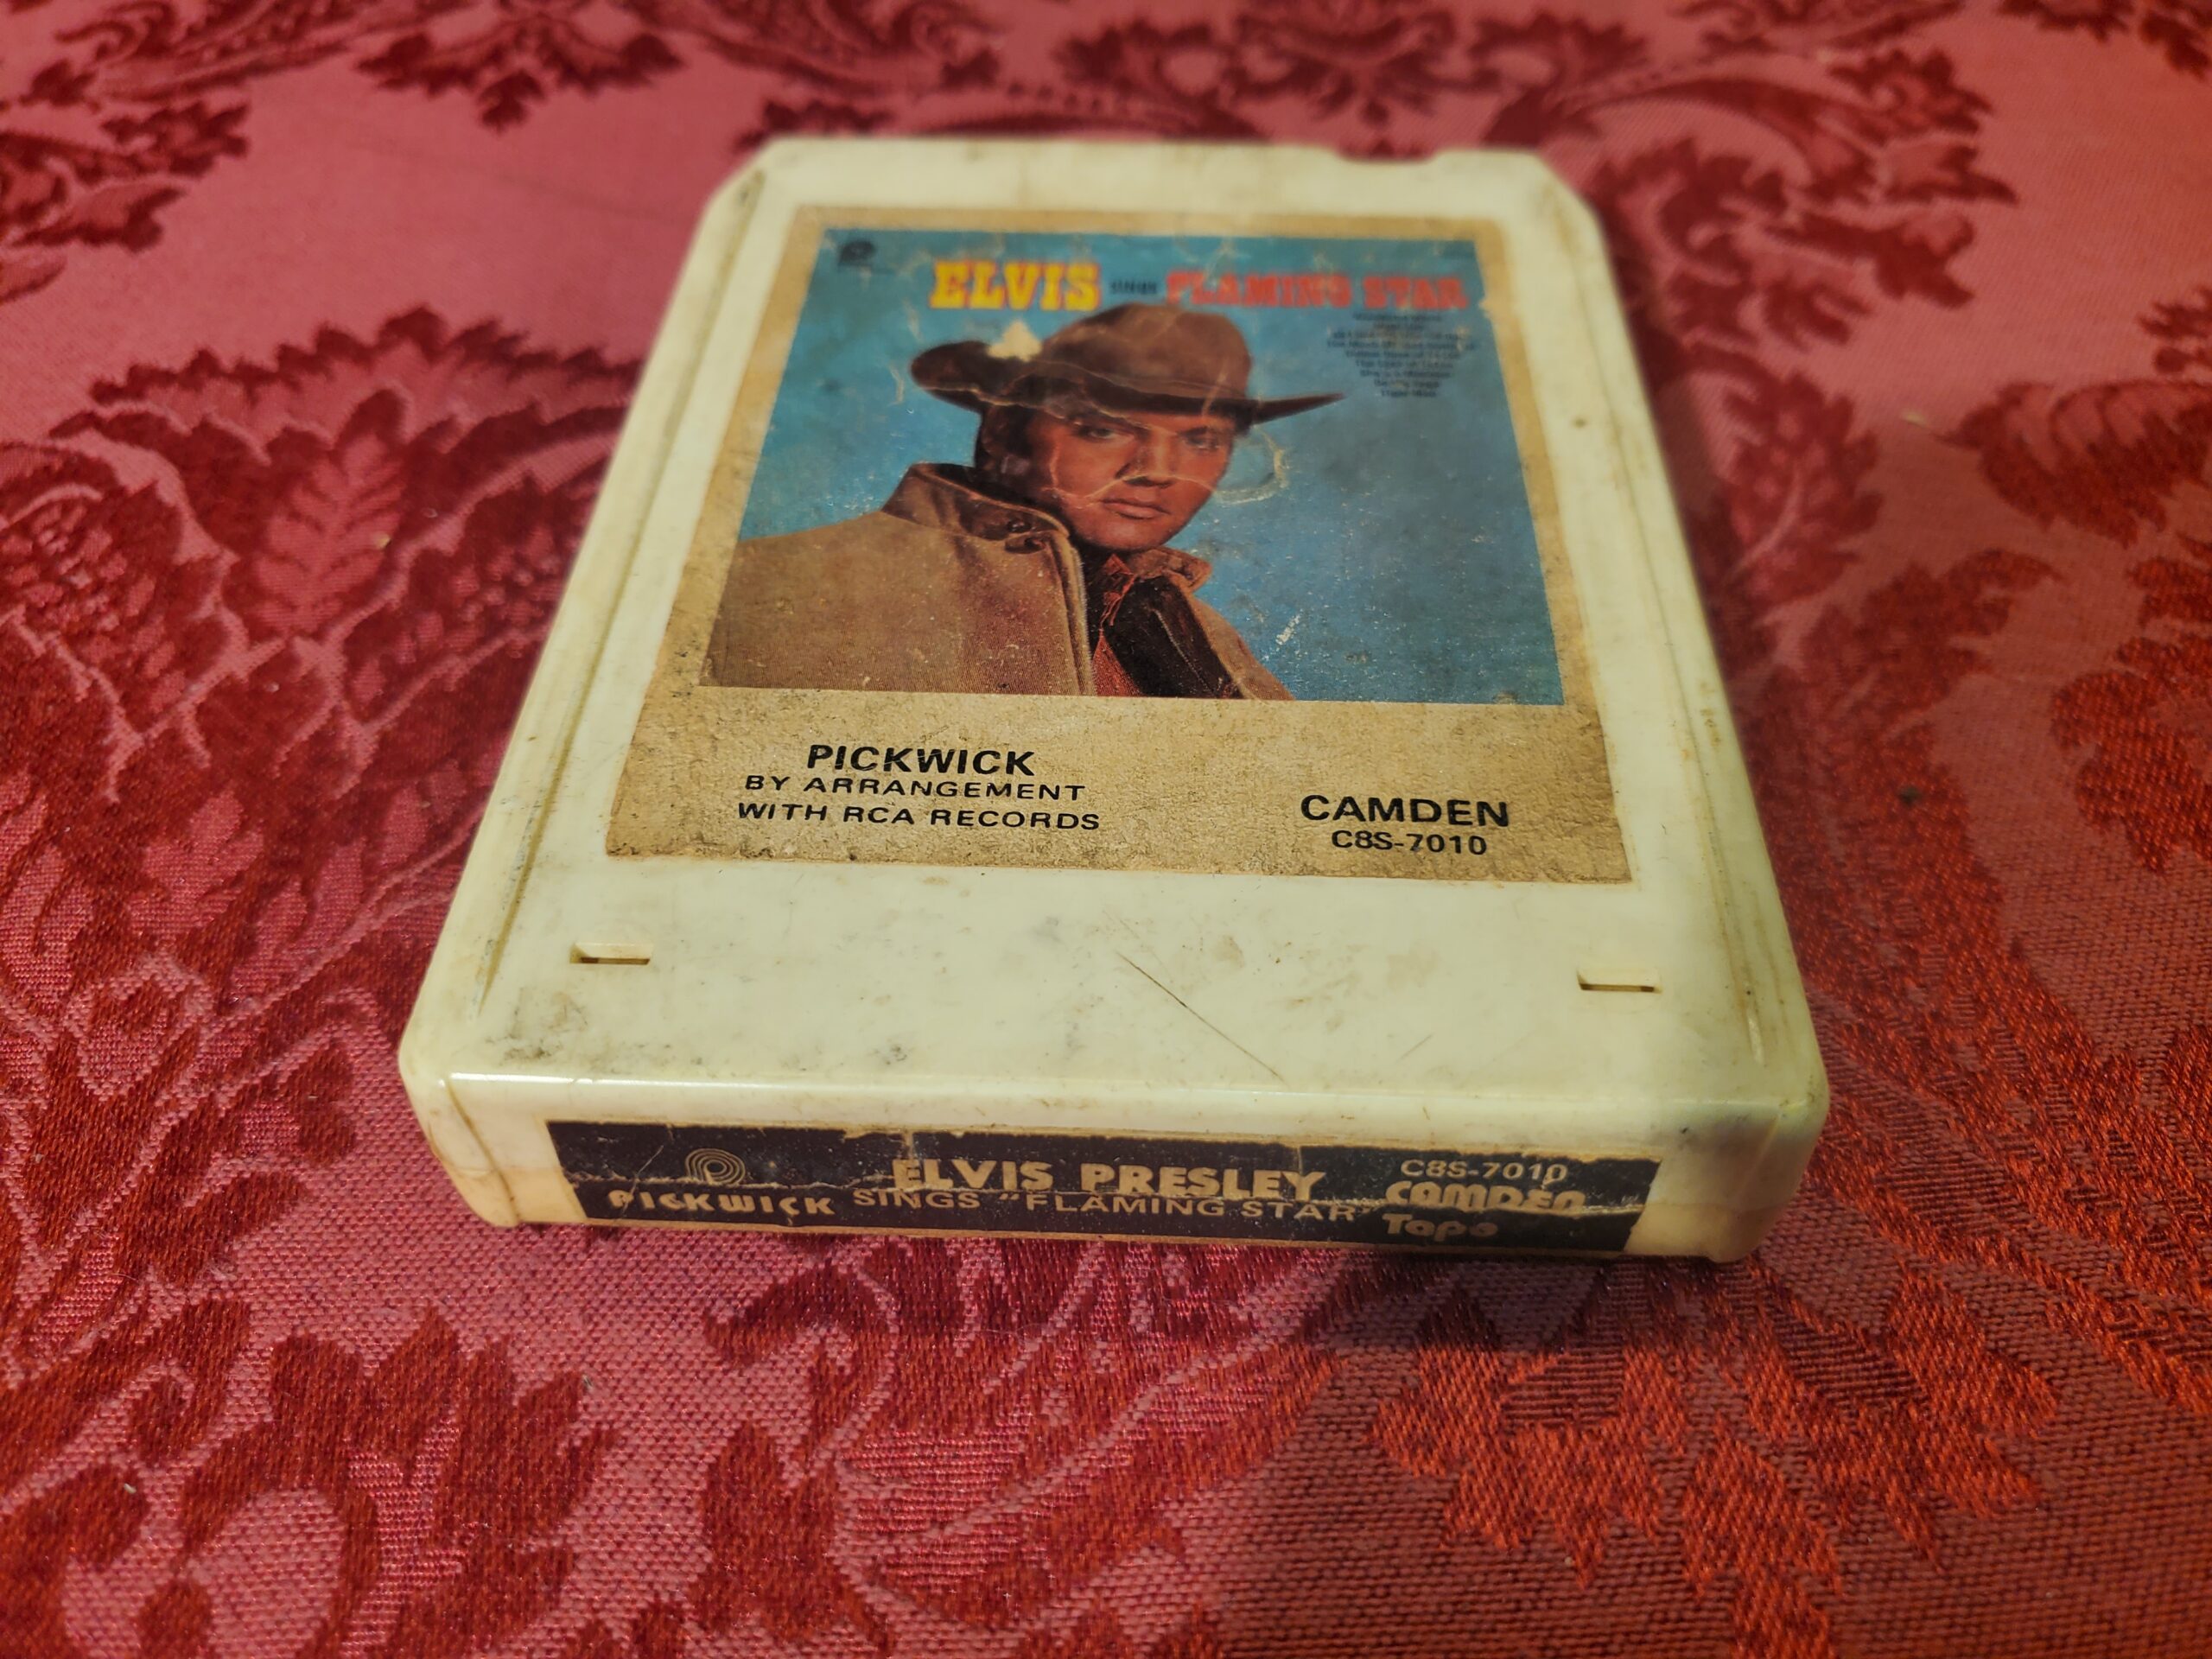 ELVIS SINGS FLAMING STAR
PICKWICK
BY ARRANGEMENT
WITH RCA RECORDS
CAMDEN
C8S-7010
PICKWICK
ELVIS PRESLEY
SINGS "FLAMING STAR"
C8S-7010
CAMDEN
Tape